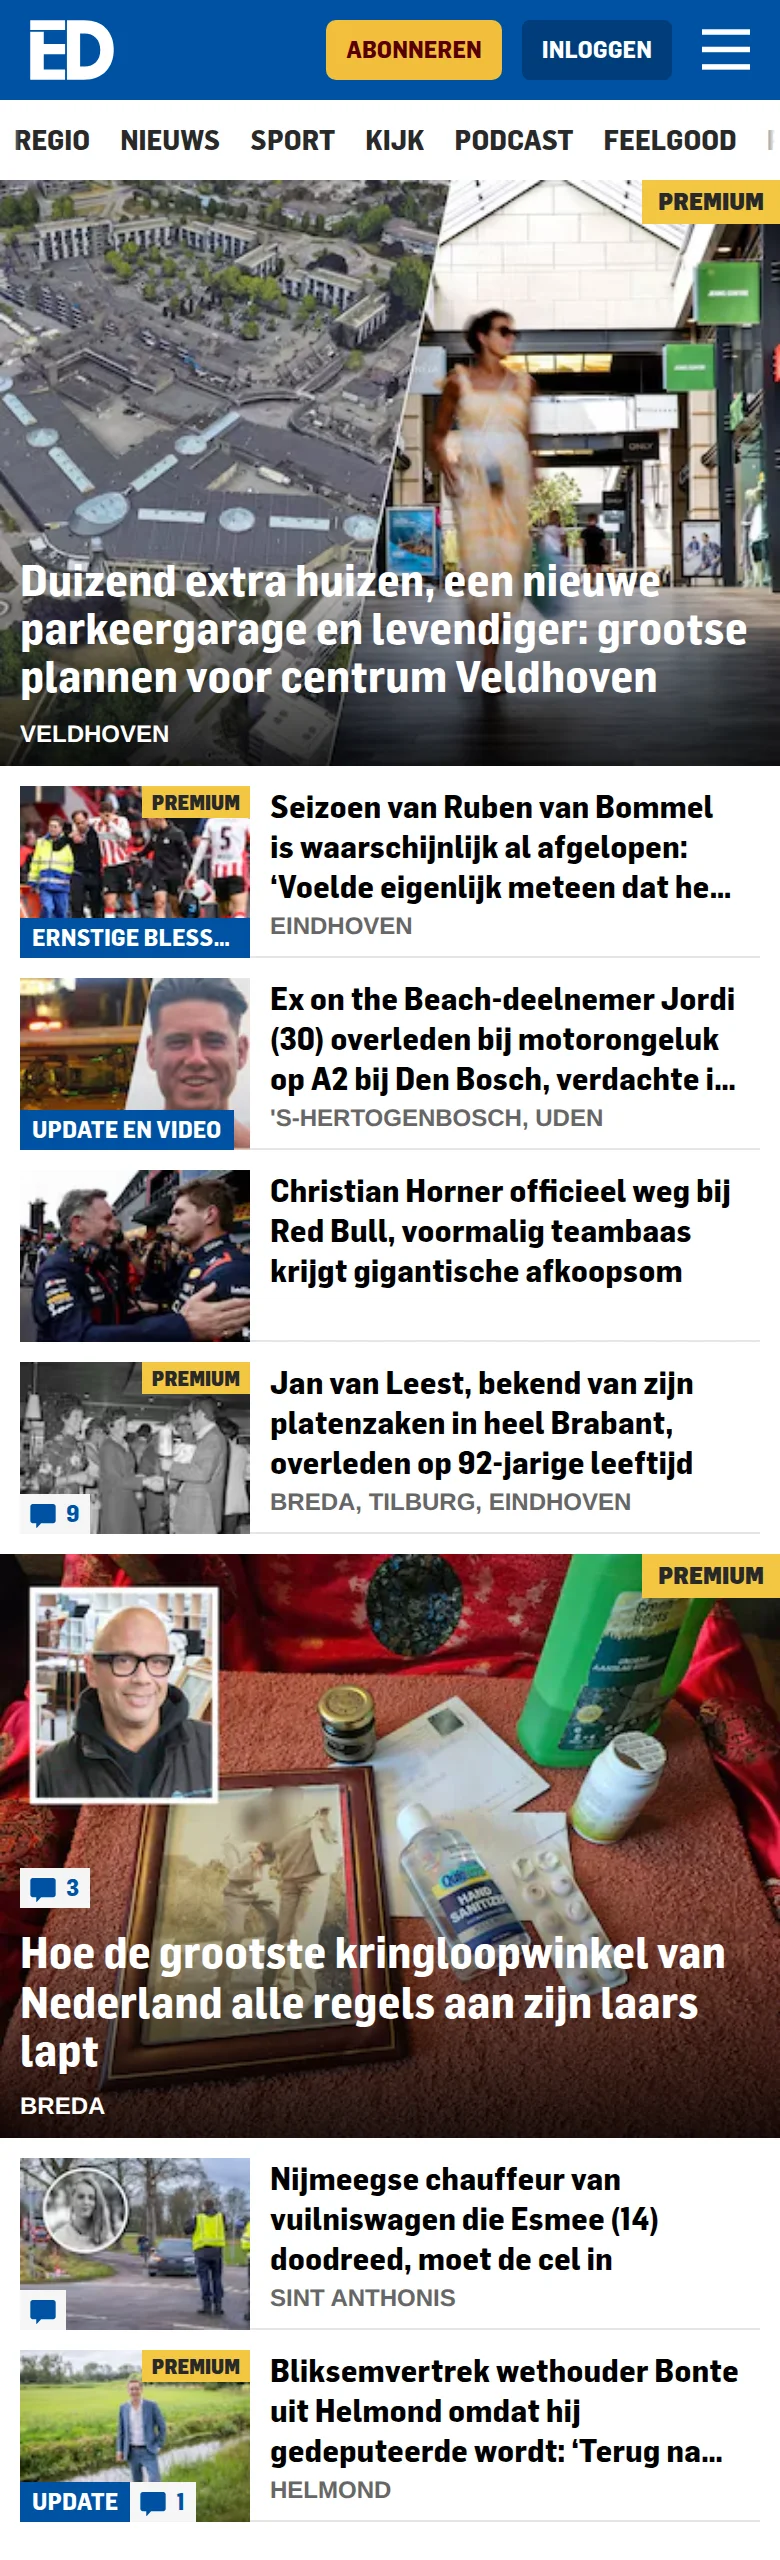 ED
ABONNEREN
INLOGGEN
REGIO NIEUWS SPORT KIJK PODCAST FEELGOOD
PREMIUM
ONLY
Duizend extra huizen, een nieuwe
parkeergarage en levendiger: grootse
plannen voor centrum Veldhoven
VELDHOVEN
PREMIUM
5
ERNSTIGE BLESS...
Seizoen van Ruben van Bommel
is waarschijnlijk al afgelopen:
‘Voelde eigenlijk meteen dat he...
EINDHOVEN
UPDATE EN VIDEO
Ex on the Beach-deelnemer Jordi
(30) overleden bij motorongeluk
op A2 bij Den Bosch, verdachte i...
'S-HERTOGENBOSCH, UDEN
Christian Horner officieel weg bij
Red Bull, voormalig teambaas
krijgt gigantische afkoopsom
PREMIUM
9
Jan van Leest, bekend van zijn
platenzaken in heel Brabant,
overleden op 92-jarige leeftijd
BREDA, TILBURG, EINDHOVEN
PREMIUM
HAND
SANITIZER
3
Hoe de grootste kringloopwinkel van
Nederland alle regels aan zijn laars
lapt
BREDA
Nijmeegse chauffeur van
vuilniswagen die Esmee (14)
doodreed, moet de cel in
SINT ANTHONIS
PREMIUM
UPDATE
1
Bliksemvertrek wethouder Bonte
uit Helmond omdat hij
gedeputeerde wordt: ‘Terug na...
HELMOND